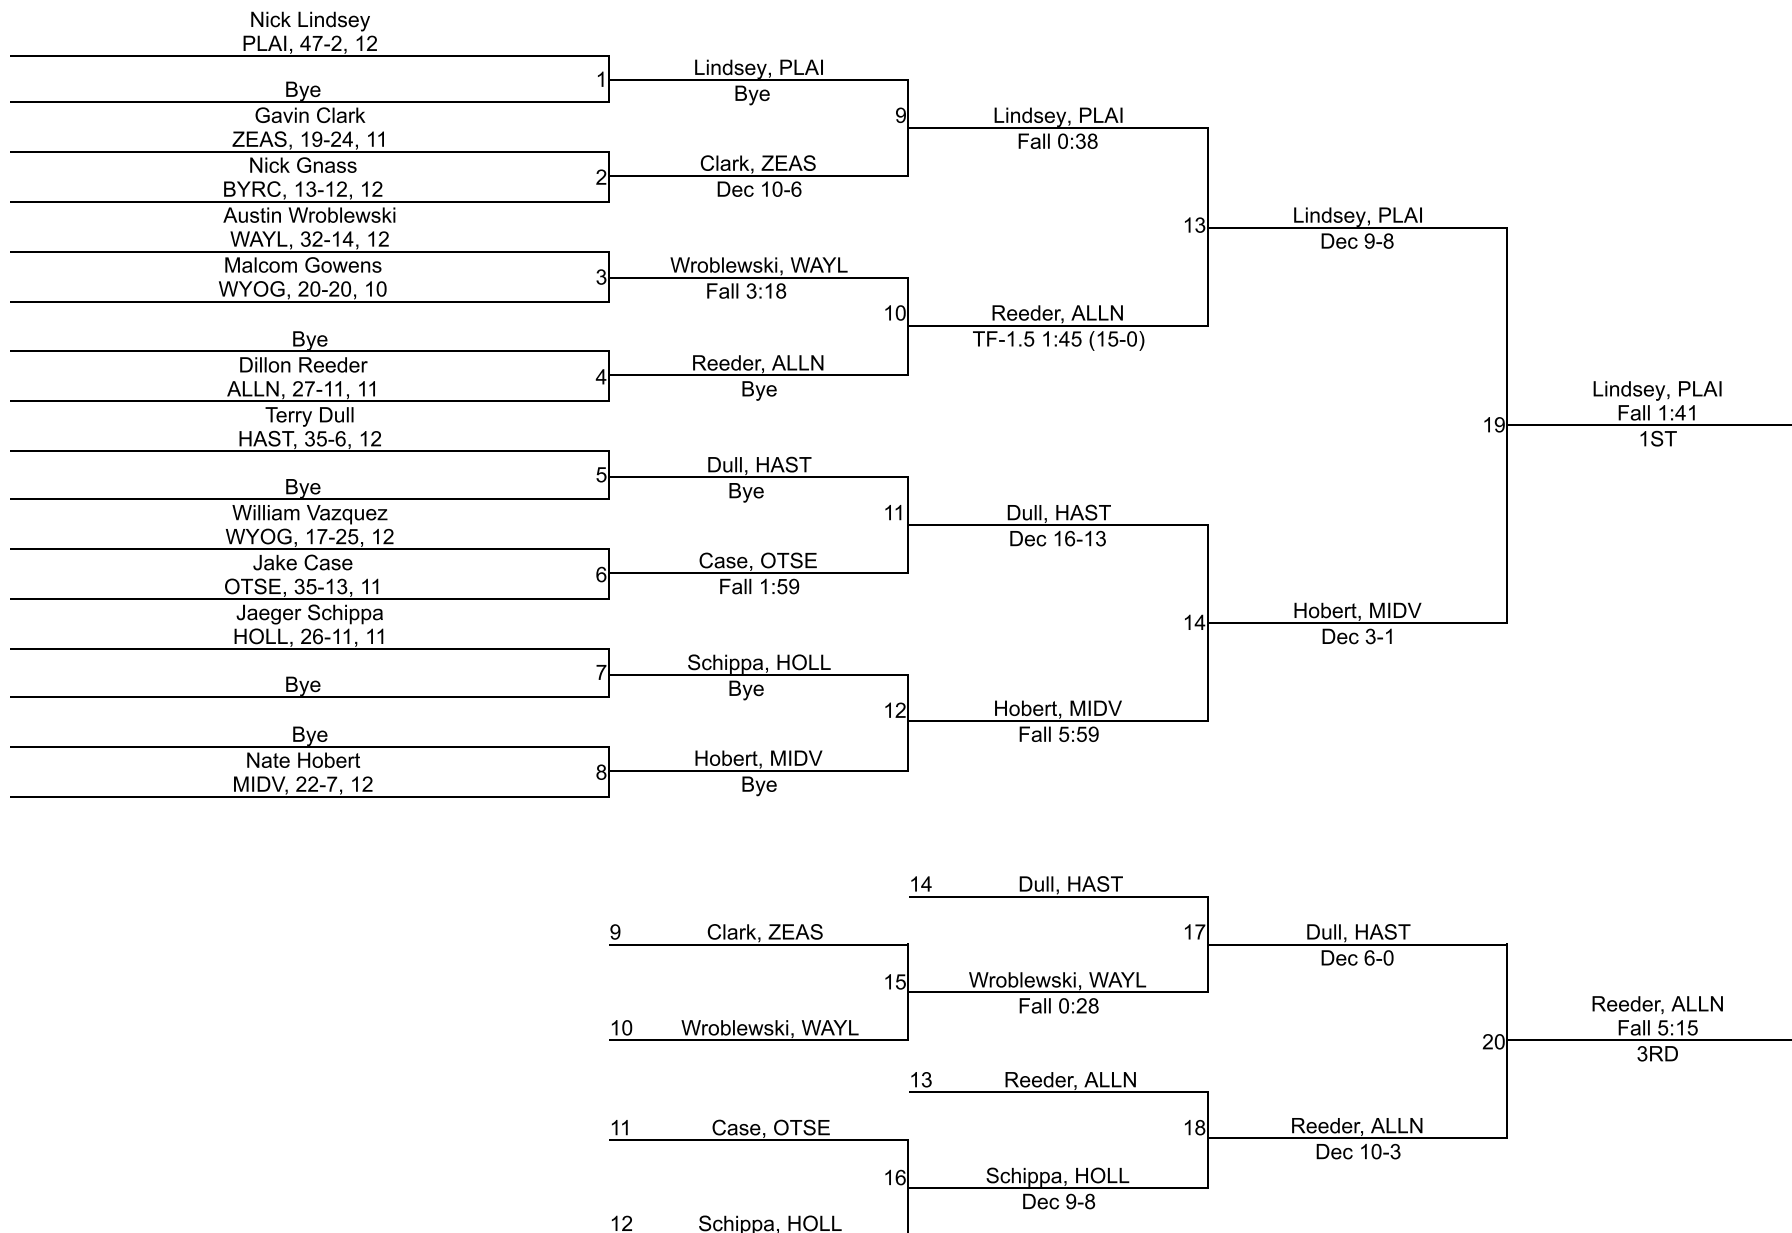 Nick Lindsey
PLAI, 47-2, 12
Bye
Gavin Clark
ZEAS, 19-24, 11
Nick Gnass
BYRC, 13-12, 12
Austin Wroblewski
WAYL, 32-14, 12
Malcom Gowens
WYOG, 20-20, 10
Bye
Dillon Reeder
ALLN, 27-11, 11
Terry Dull
HAST, 35-6, 12
Bye
William Vazquez
WYOG, 17-25, 12
Jake Case
OTSE, 35-13, 11
Jaeger Schippa
HOLL, 26-11, 11
Bye
Bye
Nate Hobert
MIDV, 22-7, 12
1
2
3
4
5
6
7
8
Lindsey, PLAI
Bye
Clark, ZEAS
Dec 10-6
Wroblewski, WAYL
Fall 3:18
Reeder, ALLN
Bye
Dull, HAST
Bye
Case, OTSE
Fall 1:59
Schippa, HOLL
Bye
Hobert, MIDV
Bye
9
10
11
12
Lindsey, PLAI
Fall 0:38
Reeder, ALLN
TF-1.5 1:45 (15-0)
Dull, HAST
Dec 16-13
Hobert, MIDV
Fall 5:59
13
14
Lindsey, PLAI
Dec 9-8
Hobert, MIDV
Dec 3-1
19
Lindsey, PLAI
Fall 1:41
1ST
9
Clark, ZEAS
10
Wroblewski, WAYL
11
Case, OTSE
12
Schippa, HOLL
15
16
14
Dull, HAST
Wroblewski, WAYL
Fall 0:28
13
Reeder, ALLN
Schippa, HOLL
Dec 9-8
17
18
Dull, HAST
Dec 6-0
Reeder, ALLN
Dec 10-3
20
Reeder, ALLN
Fall 5:15
3RD